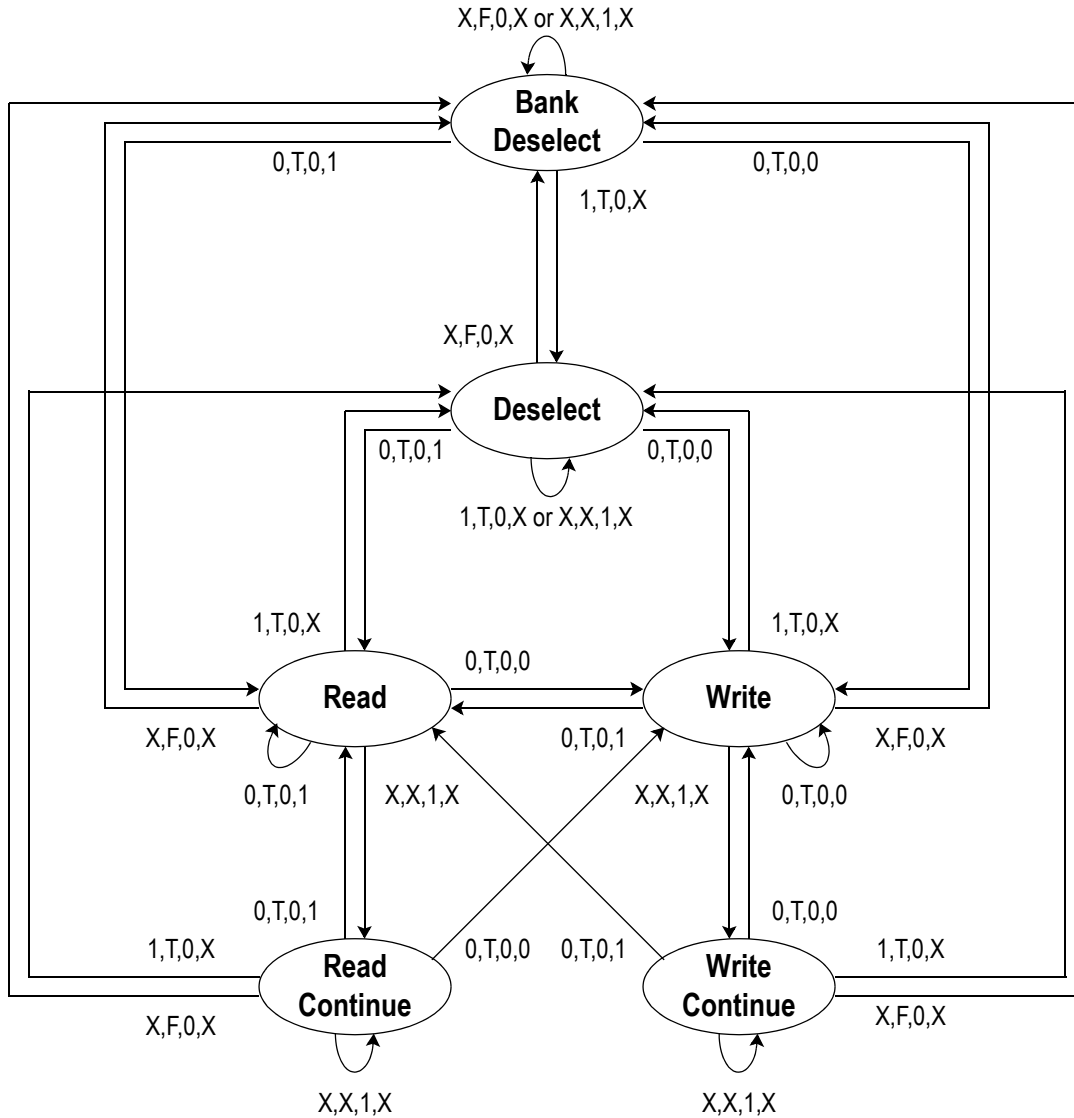 X,F,0,X or X,X,1,X
Bank
Deselect
0,T,0,1
0,T,0,0
1,T,0,X
X,F,0,X
Deselect
0,T,0,1
0,T,0,0
1,T,0,X or X,X,1,X
1,T,0,X
1,T,0,X
0,T,0,0
Read
Write
X,F,0,X
0,T,0,1
X,F,0,X
0,T,0,1
X,X,1,X
X,X,1,X
0,T,0,0
0,T,0,1
0,T,0,0
1,T,0,X
0,T,0,0
0,T,0,1
1,T,0,X
Read
Continue
Write
Continue
X,F,0,X
X,F,0,X
X,X,1,X
X,X,1,X